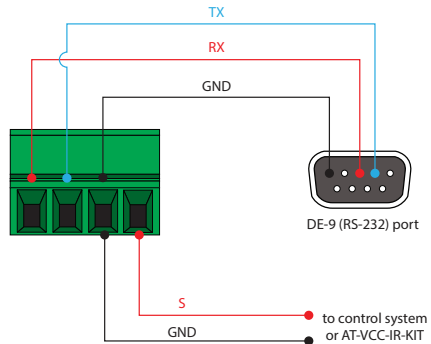 TX
RX
GND
DE-9 (RS-232) port
S
to control system
or AT-VCC-IR-KIT
GND